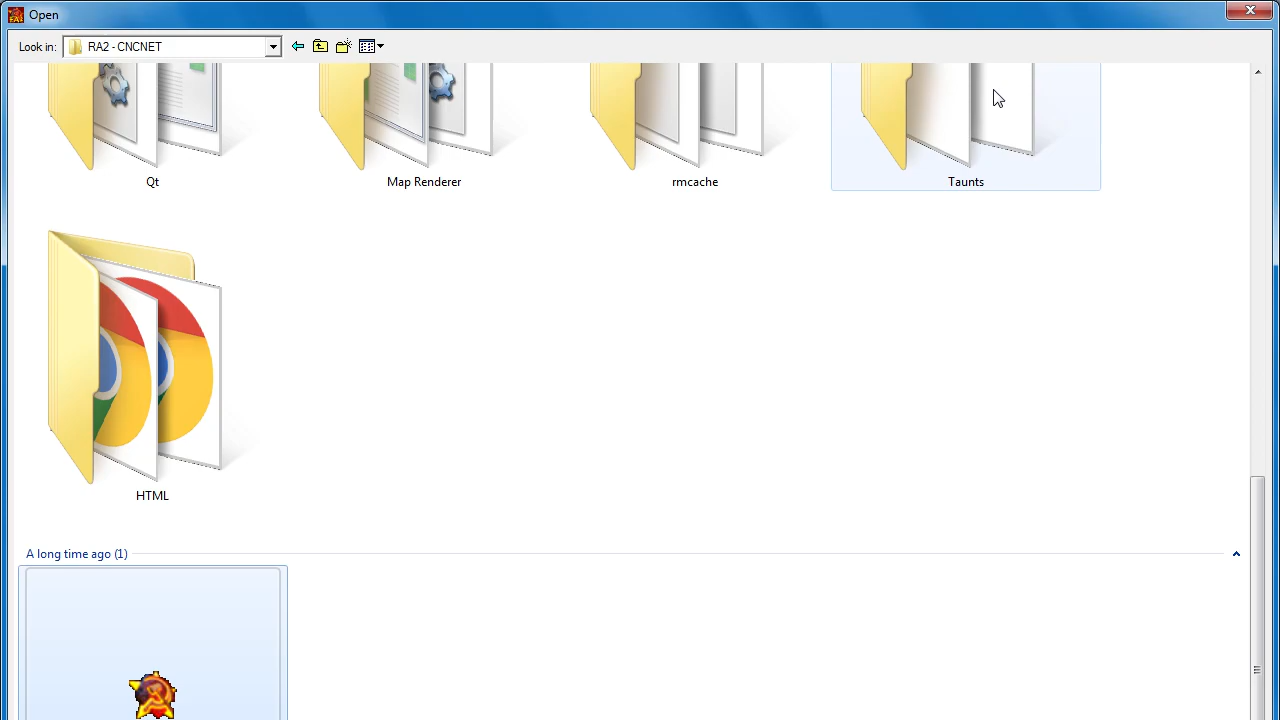 Open
Look in: RA2 - CNCNET
Qt
Map Renderer
rmcache
Taunts
HTML
A long time ago (1)